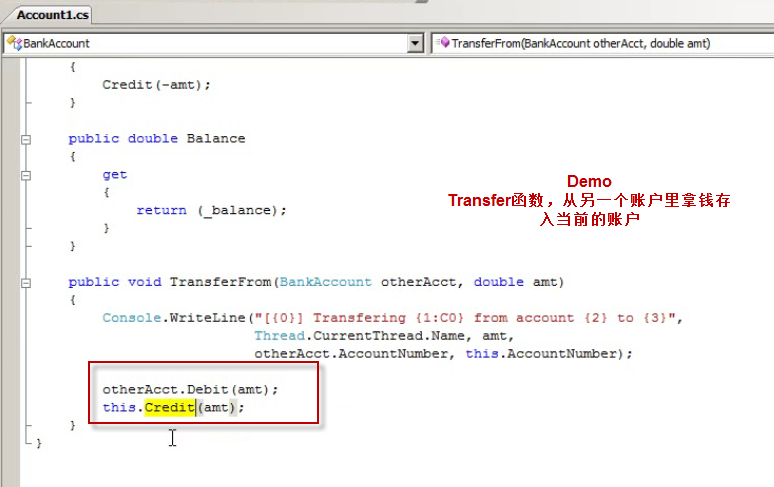 Account1.cs
BankAccount
TransferFrom(BankAccount otherAcct, double amt)
{
Credit(-amt);
}
public double Balance
{
get
{
return (_balance);
}
}
Demo
Transfer函数，从另一个账户里拿钱存
入当前的账户
public void TransferFrom(BankAccount otherAcct, double amt)
{
Console.WriteLine("[{0}] Transfering {1:C0} from account {2} to {3}",
Thread.CurrentThread.Name, amt,
otherAcct.AccountNumber, this.AccountNumber);
otherAcct.Debit(amt);
this.Credit(amt);
}
}